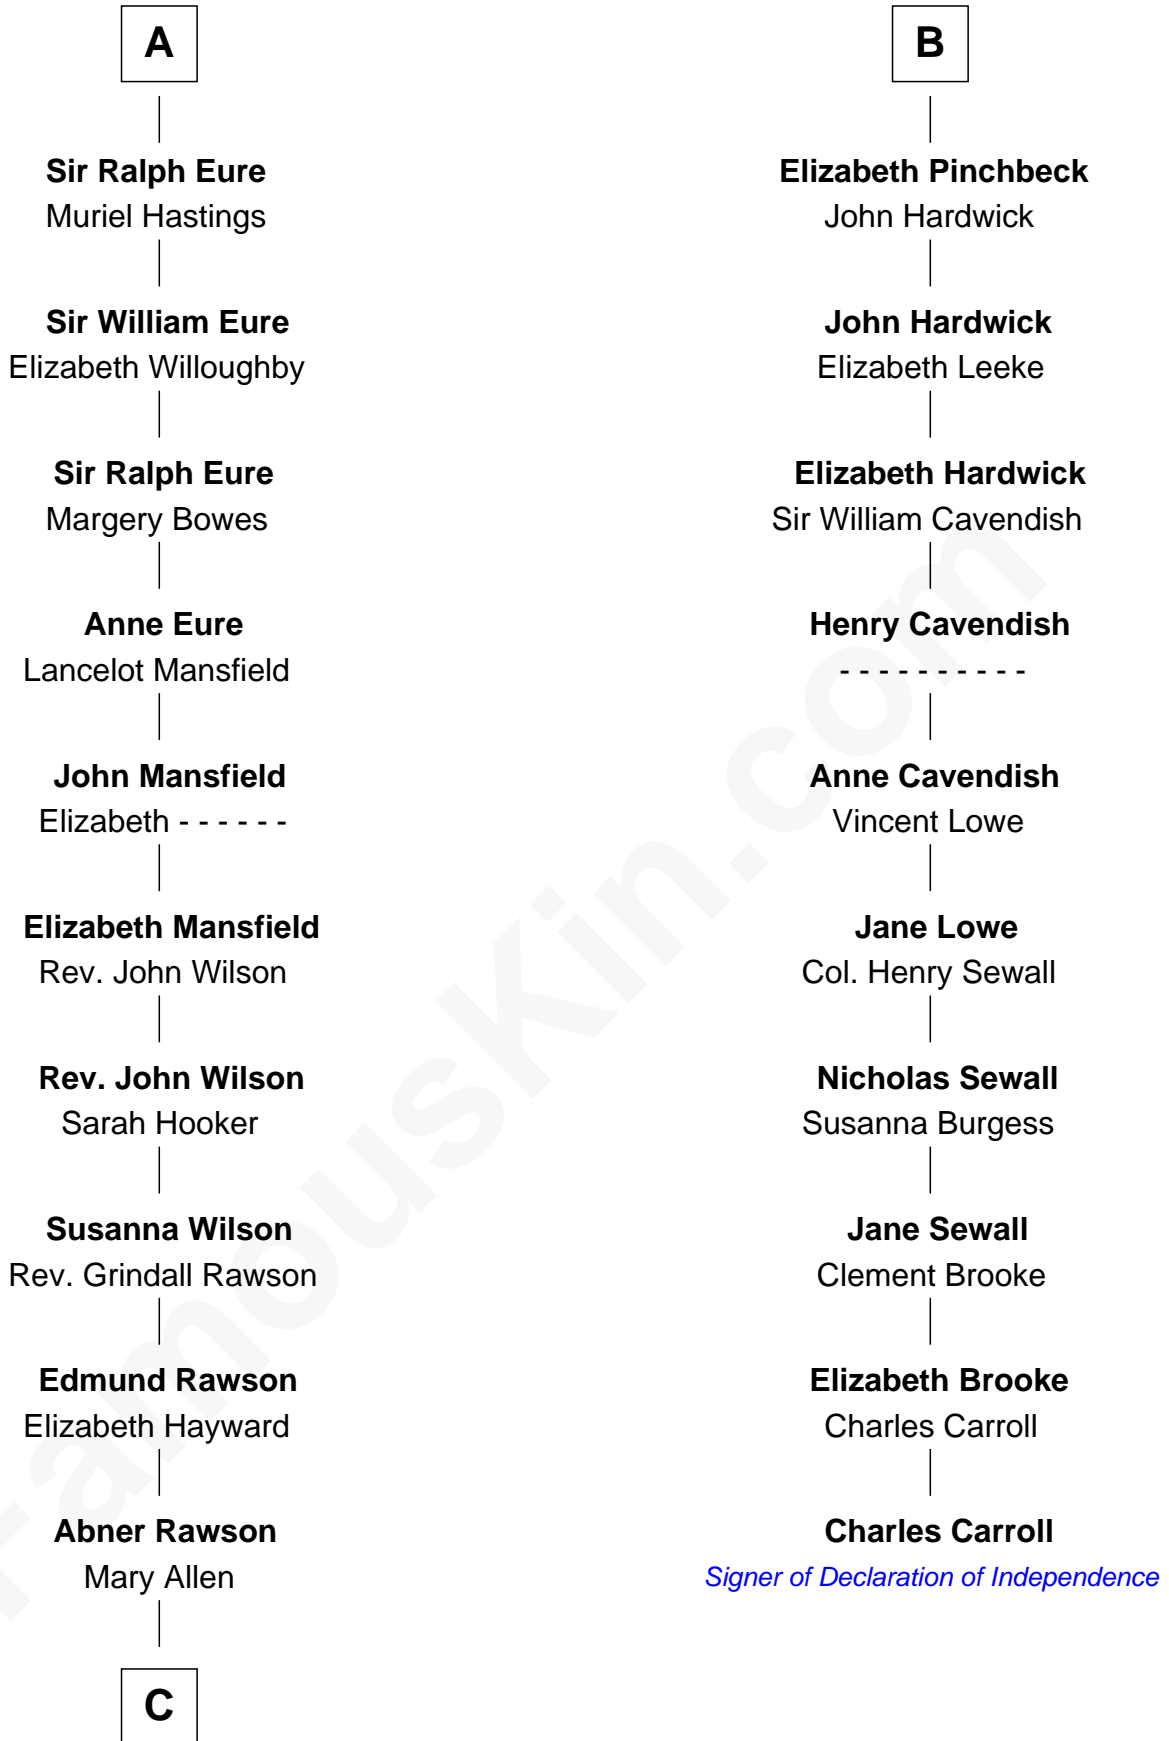 A
Sir Ralph Eure
Muriel Hastings
Sir William Eure
Elizabeth Willoughby
Sir Ralph Eure
Margery Bowes
Anne Eure
Lancelot Mansfield
John Mansfield
Elizabeth - - - - - -
Elizabeth Mansfield
Rev. John Wilson
Rev. John Wilson
Sarah Hooker
Susanna Wilson
Rev. Grindall Rawson
Edmund Rawson
Elizabeth Hayward
Abner Rawson
Mary Allen
C
B
Elizabeth Pinchbeck
John Hardwick
John Hardwick
Elizabeth Leeke
Elizabeth Hardwick
Sir William Cavendish
Henry Cavendish
- - - - - - - - - -
Anne Cavendish
Vincent Lowe
Jane Lowe
Col. Henry Sewall
Nicholas Sewall
Susanna Burgess
Jane Sewall
Clement Brooke
Elizabeth Brooke
Charles Carroll
Charles Carroll
Signer of Declaration of Independence
FamousKin.com